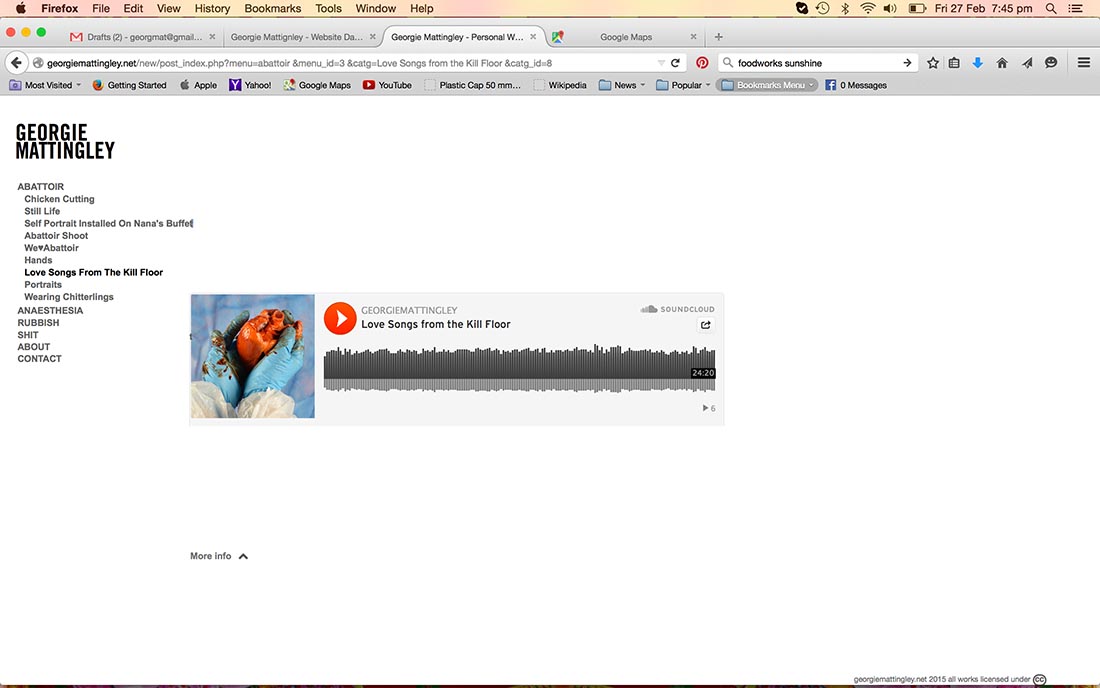 Firefox File Edit View History Bookmarks Tools Window Help Fri 27 Feb 7:45 pm
Drafts (2) - georgmat@gmail... × Georgie Mattigley - Website Da... × Georgie Mattingley - Personal W... × Google Maps × +
georgiemattingley.net/new/post_index.php?menu=abattoir &menu_id=3 &catg=Love Songs from the Kill Floor &catg_id=8 foodworks sunshine
Most Visited Getting Started Apple Yahoo! Google Maps YouTube Plastic Cap 50 mm... Wikipedia News Popular Bookmarks Menu 0 Messages
GEORGIE
MATTINGLEY
ABATTOIR
Chicken Cutting
Still Life
Self Portrait Installed On Nana's Buffet
Abattoir Shoot
We♥Abattoir
Hands
Love Songs From The Kill Floor
Portraits
Wearing Chitterlings
ANAESTHESIA
RUBBISH
SHIT
ABOUT
CONTACT
t
GEORGIEMATTINGLEY SOUNDCLOUD
Love Songs from the Kill Floor
24:20
6
More info
georgiemattingley.net 2015 all works licensed under cc